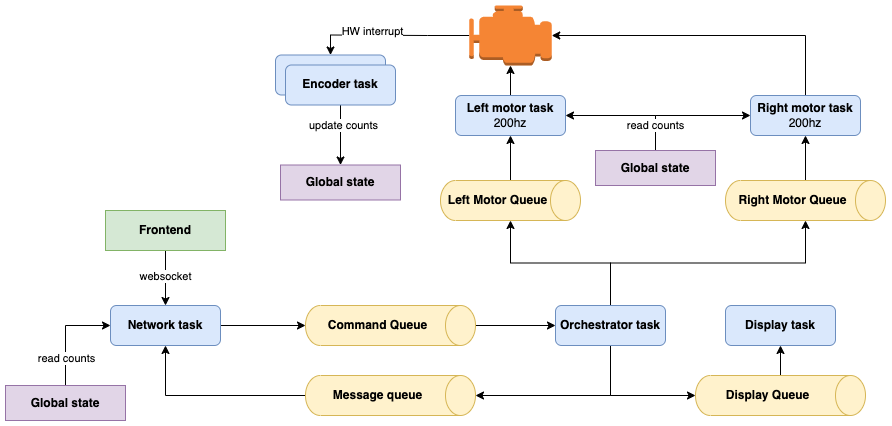 HW interrupt
Encoder task
Left motor task
200hz
Right motor task
200hz
update counts
read counts
Global state
Global state
Left Motor Queue
Right Motor Queue
Frontend
websocket
Network task
Command Queue
Orchestrator task
Display task
read counts
Global state
Message queue
Display Queue